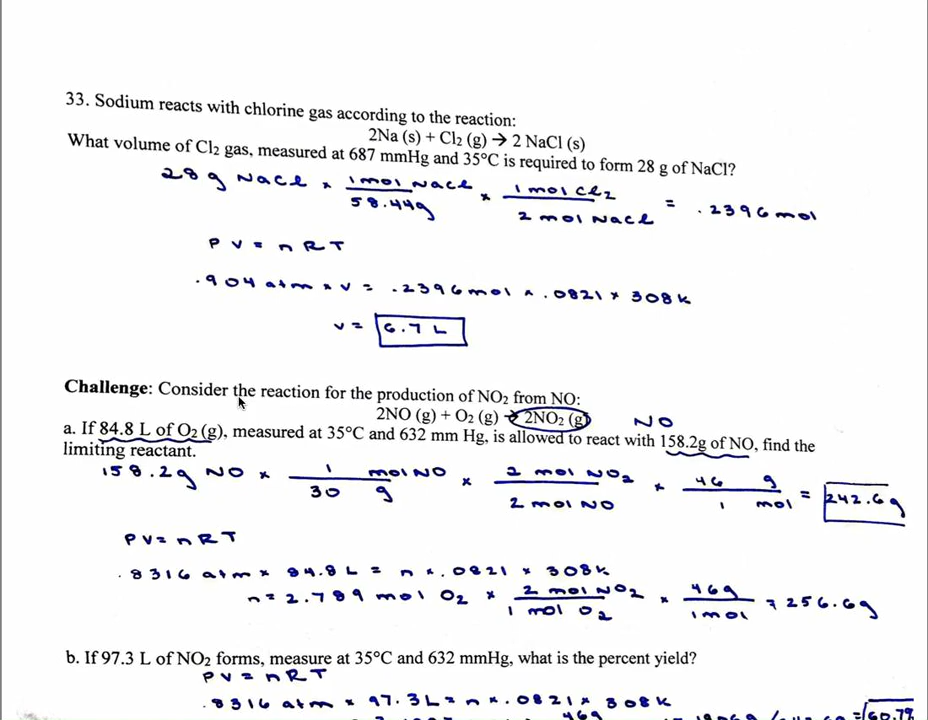 33. Sodium reacts with chlorine gas according to the reaction:
2Na (s) + Cl₂ (g) → 2 NaCl (s)
What volume of Cl₂ gas, measured at 687 mmHg and 35°C is required to form 28 g of NaCl?
28 g NaCl × 1 mol NaCl / 58.44g × 1 mol Cl₂ / 2 mol NaCl = .2396 mol
PV = nRT
.904 atm × V = .2396 mol × .0821 × 308 K
V = 6.7 L
Challenge: Consider the reaction for the production of NO₂ from NO:
2NO (g) + O₂ (g) → 2NO₂ (g) NO
a. If 84.8 L of O₂ (g), measured at 35°C and 632 mm Hg, is allowed to react with 158.2g of NO, find the
limiting reactant.
158.2g NO × 1 mol NO / 30 g × 2 mol NO₂ / 2 mol NO × 46 g / 1 mol = 242.6g
PV = nRT
.8316 atm × 84.8 L = n × .0821 × 308K
n = 2.789 mol O₂ × 2 mol NO₂ / 1 mol O₂ × 46g / 1 mol = 256.6g
b. If 97.3 L of NO₂ forms, measure at 35°C and 632 mmHg, what is the percent yield?
PV = nRT
.8316 atm × 97.3L = n × .0821 × 308K
46g